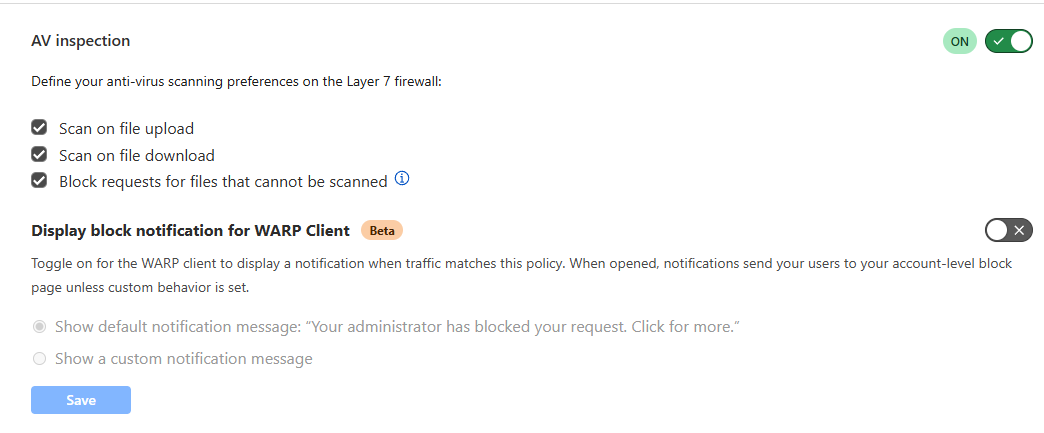 AV inspection
ON
Define your anti-virus scanning preferences on the Layer 7 firewall:
Scan on file upload
Scan on file download
Block requests for files that cannot be scanned
Display block notification for WARP Client Beta
Toggle on for the WARP client to display a notification when traffic matches this policy. When opened, notifications send your users to your account-level block
page unless custom behavior is set.
Show default notification message: “Your administrator has blocked your request. Click for more.”
Show a custom notification message
Save